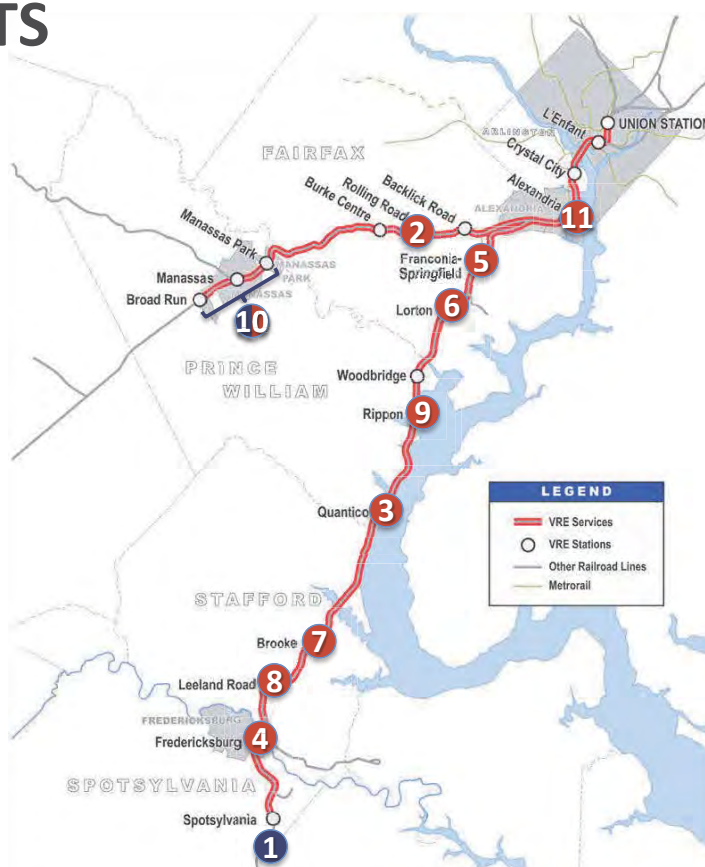 TS
UNION STATION
L'Enfant
ARLINGTON
Crystal City
FAIRFAX
Alexandria
ALEXANDRIA
11
Backlick Road
Rolling Road
Burke Centre
2
Franconia-
Springfield
5
Manassas Park
MANASSAS
PARK
Manassas
MANASSAS
Broad Run
10
Lorton
6
PRINCE
WILLIAM
Woodbridge
Rippon
9
Quantico
3
LEGEND
VRE Services
VRE Stations
Other Railroad Lines
Metrorail
STAFFORD
Brooke
7
Leeland Road
8
FREDERICKSBURG
Fredericksburg
4
SPOTSYLVANIA
Spotsylvania
1